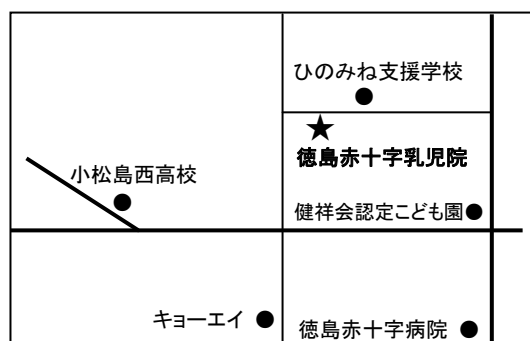 ひのみね支援学校
徳島赤十字乳児院
小松島西高校
健祥会認定こども園
キョーエイ
徳島赤十字病院